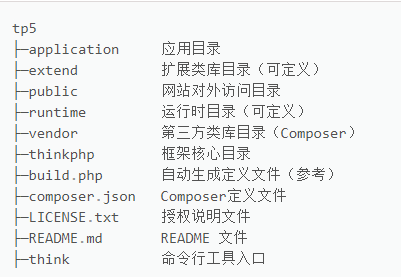 tp5
├─application     应用目录
├─extend          扩展类库目录（可定义）
├─public          网站对外访问目录
├─runtime         运行时目录（可定义）
├─vendor          第三方类库目录（Composer）
├─thinkphp        框架核心目录
├─build.php       自动生成定义文件（参考）
├─composer.json   Composer定义文件
├─LICENSE.txt     授权说明文件
├─README.md       README 文件
├─think           命令行工具入口